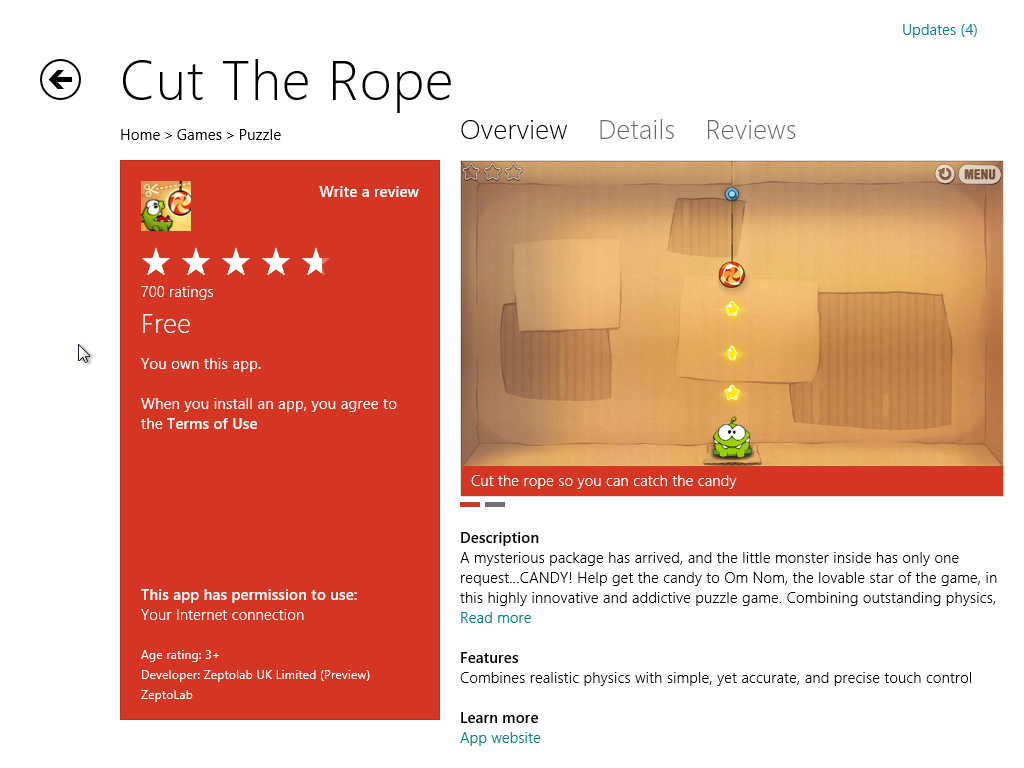 Updates (4)
Cut The Rope
Home > Games > Puzzle
Overview Details Reviews
Write a review
700 ratings
Free
You own this app.
When you install an app, you agree to
the Terms of Use
This app has permission to use:
Your Internet connection
Age rating: 3+
Developer: Zeptolab UK Limited (Preview)
ZeptoLab
MENU
Cut the rope so you can catch the candy
Description
A mysterious package has arrived, and the little monster inside has only one
request...CANDY! Help get the candy to Om Nom, the lovable star of the game, in
this highly innovative and addictive puzzle game. Combining outstanding physics,
Read more
Features
Combines realistic physics with simple, yet accurate, and precise touch control
Learn more
App website